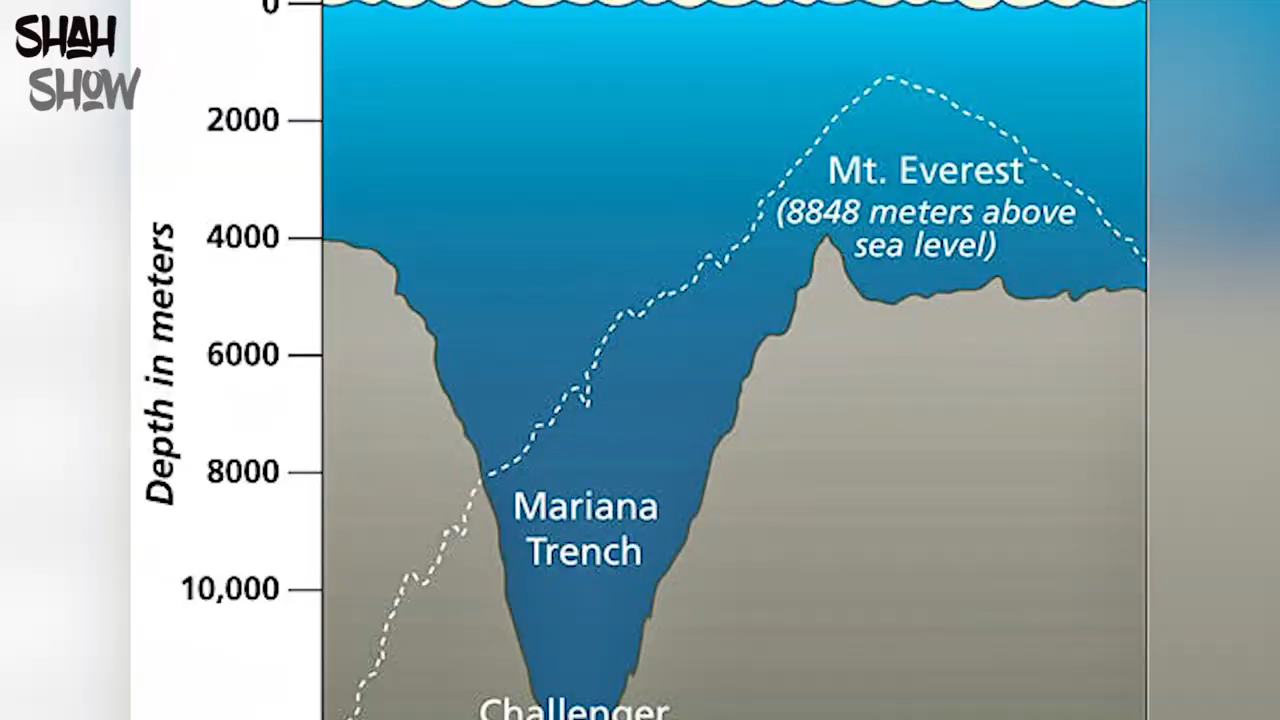 SHAH
SHOW
0
2000
4000
6000
8000
10,000
Depth in meters
Mt. Everest
(8848 meters above
sea level)
Mariana
Trench
Challenger